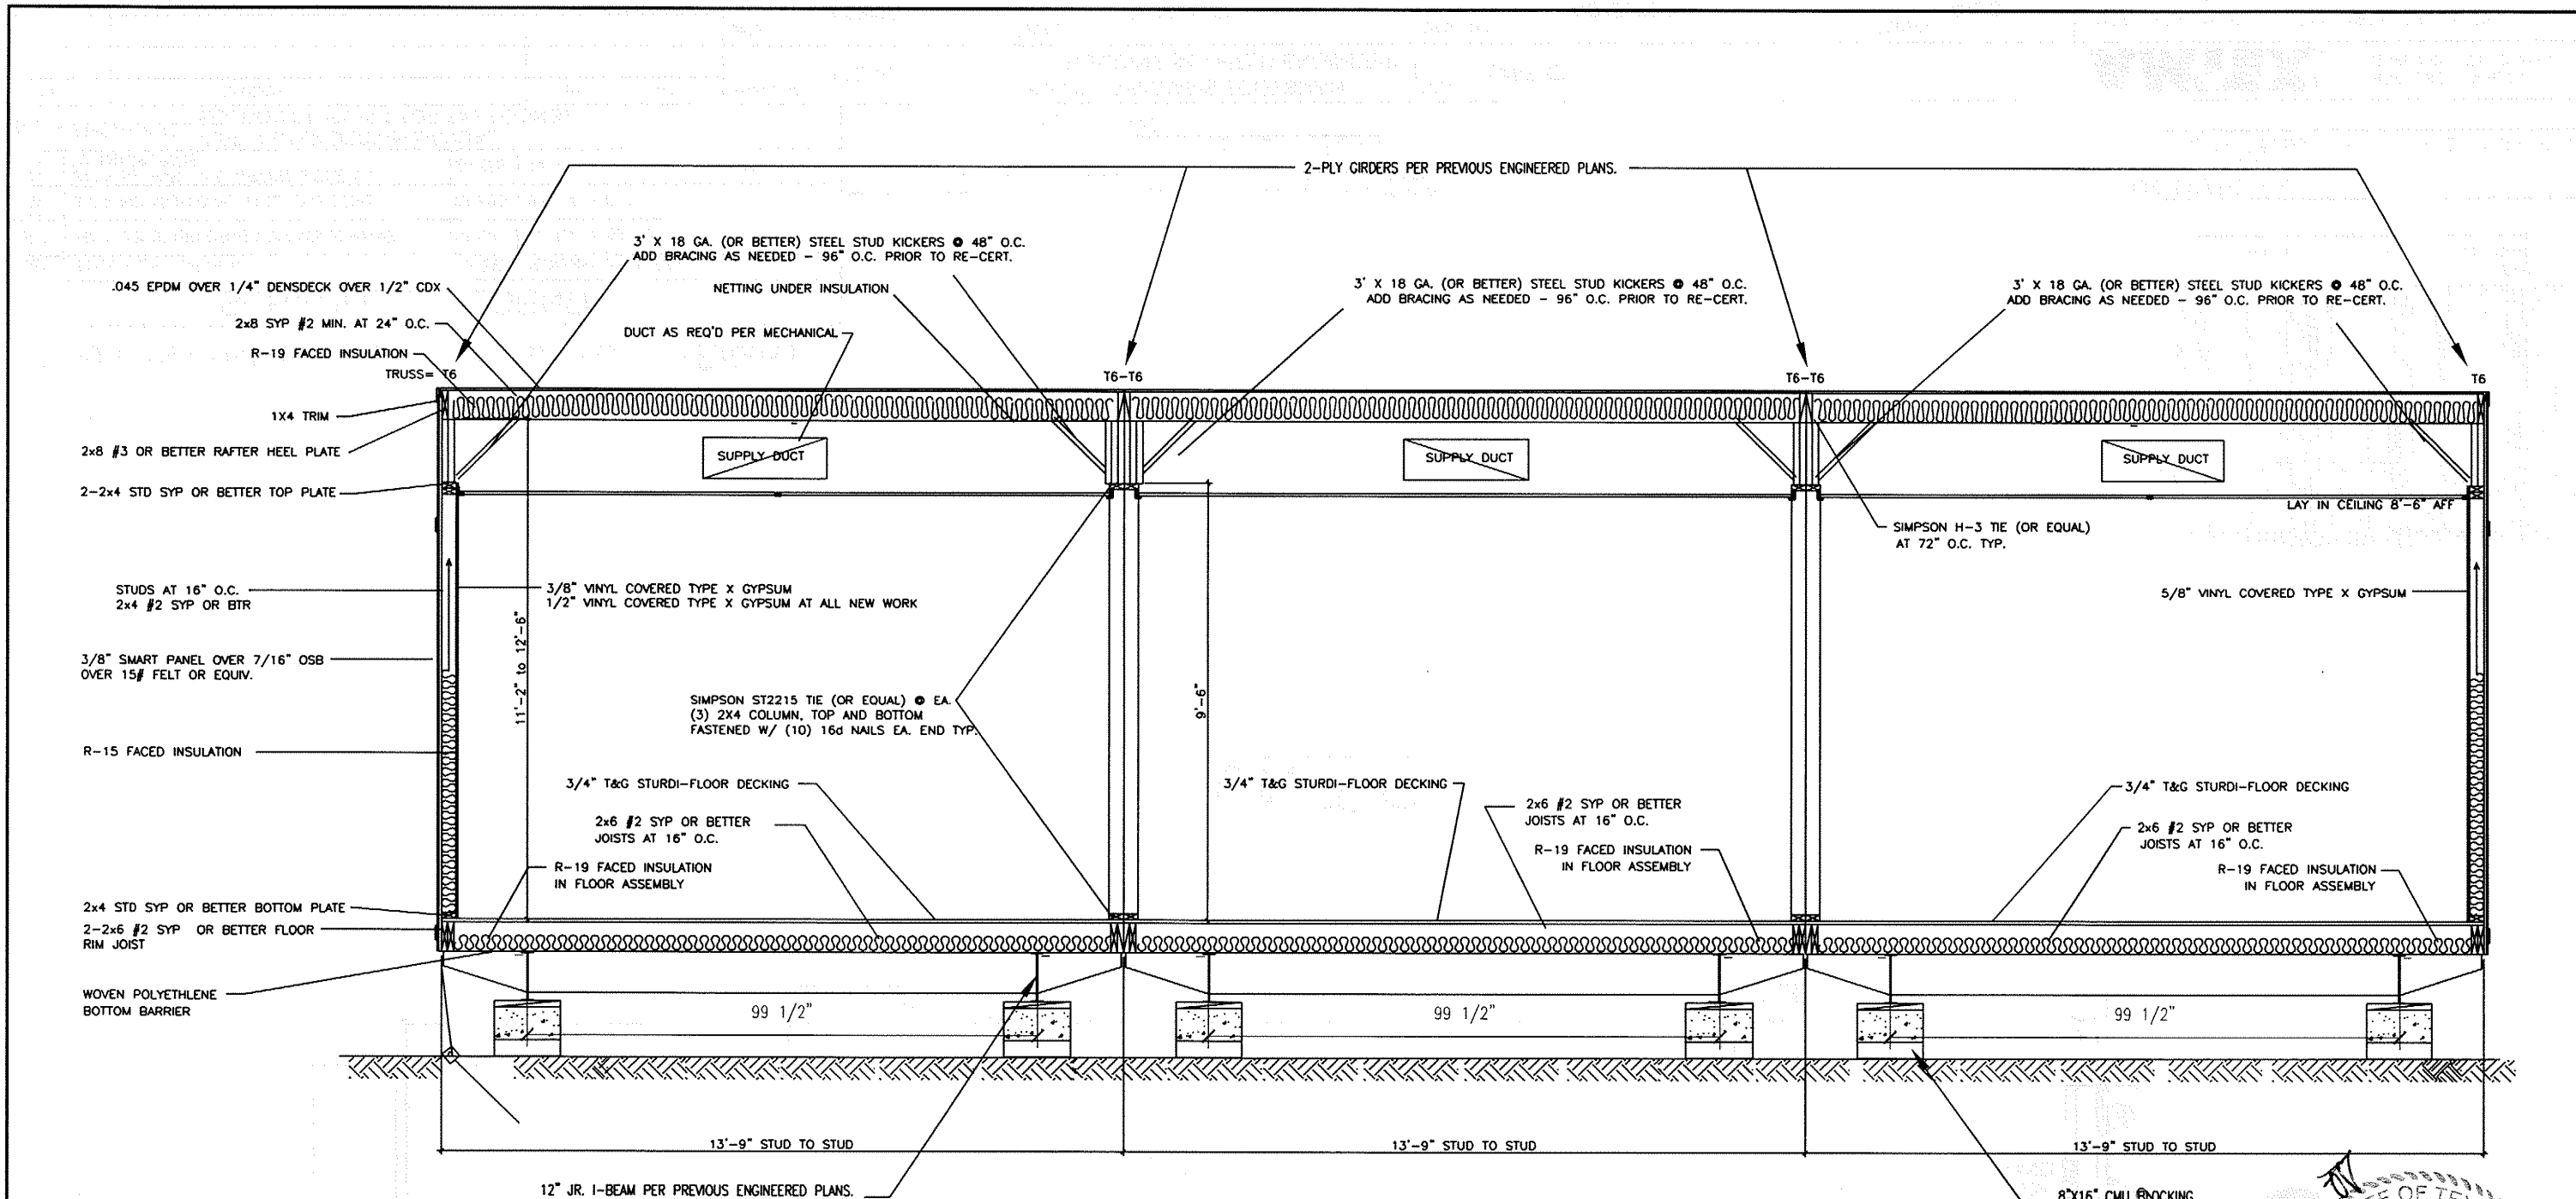 2-PLY GIRDERS PER PREVIOUS ENGINEERED PLANS.
3' X 18 GA. (OR BETTER) STEEL STUD KICKERS @ 48" O.C.
ADD BRACING AS NEEDED - 96" O.C. PRIOR TO RE-CERT.
.045 EPDM OVER 1/4" DENSDECK OVER 1/2" CDX
NETTING UNDER INSULATION
3' X 18 GA. (OR BETTER) STEEL STUD KICKERS @ 48" O.C.
ADD BRACING AS NEEDED - 96" O.C. PRIOR TO RE-CERT.
3' X 18 GA. (OR BETTER) STEEL STUD KICKERS @ 48" O.C.
ADD BRACING AS NEEDED - 96" O.C. PRIOR TO RE-CERT.
2x8 SYP #2 MIN. AT 24" O.C.
DUCT AS REQ'D PER MECHANICAL
R-19 FACED INSULATION
TRUSS= T6
T6-T6
T6-T6
T6
1X4 TRIM
2x8 #3 OR BETTER RAFTER HEEL PLATE
SUPPLY DUCT
SUPPLY DUCT
SUPPLY DUCT
2-2x4 STD SYP OR BETTER TOP PLATE
LAY IN CEILING 8'-6" AFF
SIMPSON H-3 TIE (OR EQUAL)
AT 72" O.C. TYP.
STUDS AT 16" O.C.
2x4 #2 SYP OR BTR
3/8" VINYL COVERED TYPE X GYPSUM
1/2" VINYL COVERED TYPE X GYPSUM AT ALL NEW WORK
5/8" VINYL COVERED TYPE X GYPSUM
11'-2" to 12'-6"
3/8" SMART PANEL OVER 7/16" OSB
OVER 15# FELT OR EQUIV.
SIMPSON ST2215 TIE (OR EQUAL) @ EA.
(3) 2X4 COLUMN, TOP AND BOTTOM
FASTENED W/ (10) 16d NAILS EA. END TYP.
9'-6"
R-15 FACED INSULATION
3/4" T&G STURDI-FLOOR DECKING
3/4" T&G STURDI-FLOOR DECKING
3/4" T&G STURDI-FLOOR DECKING
2x6 #2 SYP OR BETTER
JOISTS AT 16" O.C.
2x6 #2 SYP OR BETTER
JOISTS AT 16" O.C.
2x6 #2 SYP OR BETTER
JOISTS AT 16" O.C.
R-19 FACED INSULATION
IN FLOOR ASSEMBLY
R-19 FACED INSULATION
IN FLOOR ASSEMBLY
R-19 FACED INSULATION
IN FLOOR ASSEMBLY
2x4 STD SYP OR BETTER BOTTOM PLATE
2-2x6 #2 SYP OR BETTER FLOOR
RIM JOIST
WOVEN POLYETHLENE
BOTTOM BARRIER
99 1/2"
99 1/2"
99 1/2"
13'-9" STUD TO STUD
13'-9" STUD TO STUD
13'-9" STUD TO STUD
12" JR. I-BEAM PER PREVIOUS ENGINEERED PLANS.
8"X16" CMU BLOCKING
OF TE